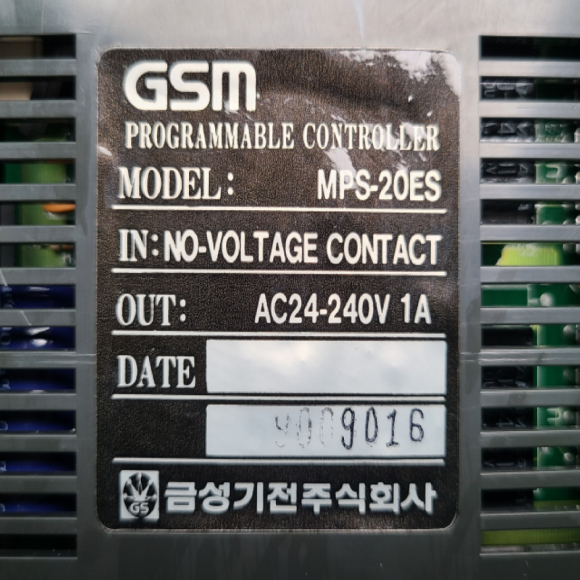 GSM
PROGRAMMABLE CONTROLLER
MODEL: MPS-20ES
IN: NO-VOLTAGE CONTACT
OUT: AC24-240V 1A
DATE
9009016
GS 금성기전주식회사